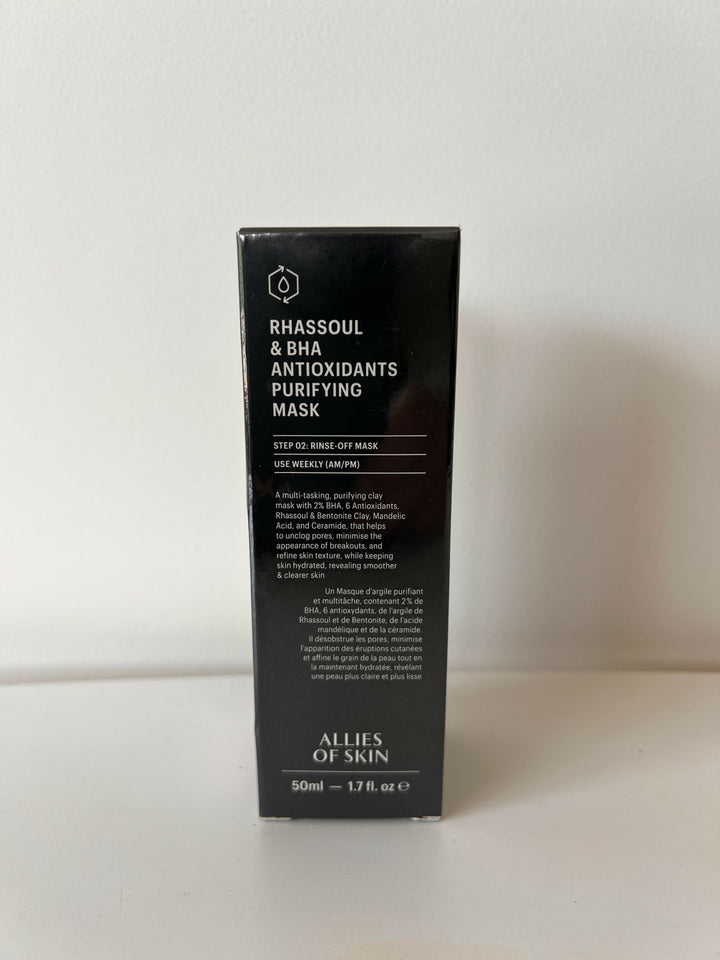 RHASSOUL
& BHA
ANTIOXIDANTS
PURIFYING
MASK
STEP 02: RINSE-OFF MASK
USE WEEKLY (AM/PM)
A multi-tasking, purifying clay
mask with 2% BHA, 6 Antioxidants,
Rhassoul & Bentonite Clay, Mandelic
Acid, and Ceramide, that helps
to unclog pores, minimise the
appearance of breakouts, and
refine skin texture, while keeping
skin hydrated, revealing smoother
& clearer skin
Un Masque d'argile purifiant
et multitâche, contenant 2% de
BHA, 6 antioxydants, de l'argile de
Rhassoul et de Bentonite, de l'acide
mandélique et de la céramide.
Il désobstrue les pores, minimise
l'apparition des éruptions cutanées
et affine le grain de la peau tout en
la maintenant hydratée, révélant
une peau plus claire et plus lisse
ALLIES
OF SKIN
50ml — 1.7 fl. oz ℮